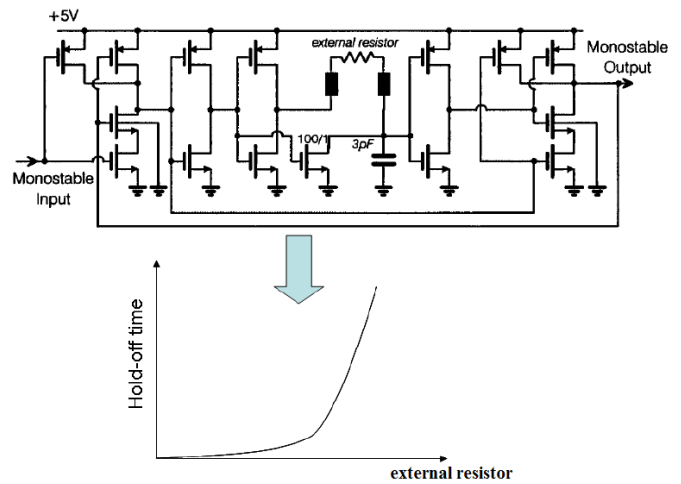 +5V
external resistor
Monostable
Output
100/1
3pF
Monostable
Input
Hold-off time
external resistor